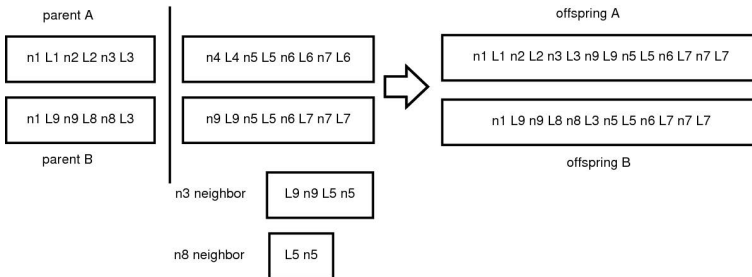 parent A
offspring A
n1 L1 n2 L2 n3 L3
n4 L4 n5 L5 n6 L6 n7 L6
n1 L1 n2 L2 n3 L3 n9 L9 n5 L5 n6 L7 n7 L7
n1 L9 n9 L8 n8 L3
n9 L9 n5 L5 n6 L7 n7 L7
n1 L9 n9 L8 n8 L3 n5 L5 n6 L7 n7 L7
parent B
offspring B
n3 neighbor
L9 n9 L5 n5
n8 neighbor
L5 n5